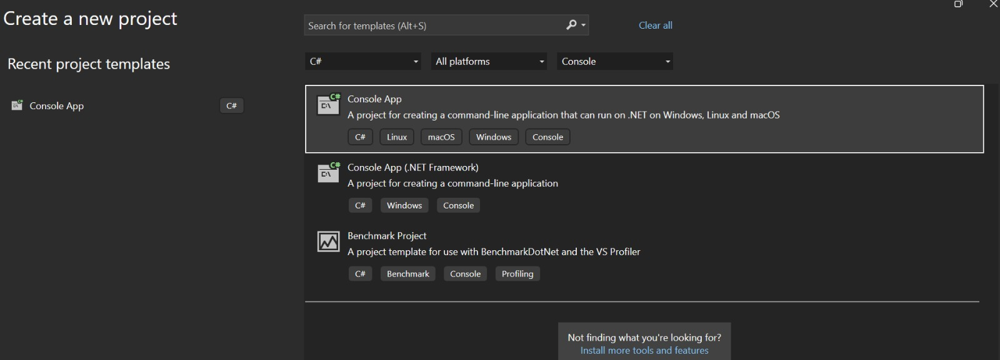 Create a new project
Search for templates (Alt+S)
Clear all
Recent project templates
C#
All platforms
Console
Console App
C#
C#
C:\
Console App
A project for creating a command-line application that can run on .NET on Windows, Linux and macOS
C# Linux macOS Windows Console
C#
C:\
Console App (.NET Framework)
A project for creating a command-line application
C# Windows Console
Benchmark Project
A project template for use with BenchmarkDotNet and the VS Profiler
C# Benchmark Console Profiling
Not finding what you're looking for?
Install more tools and features